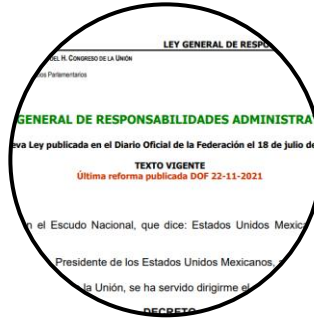 LEY GENERAL DE RESPO
DEL H. CONGRESO DE LA UNIÓN
os Parlamentarios
GENERAL DE RESPONSABILIDADES ADMINISTRA
eva Ley publicada en el Diario Oficial de la Federación el 18 de julio de
TEXTO VIGENTE
Última reforma publicada DOF 22-11-2021
n el Escudo Nacional, que dice: Estados Unidos Mexica
Presidente de los Estados Unidos Mexicanos, a
la Unión, se ha servido dirigirme el
DECRETO